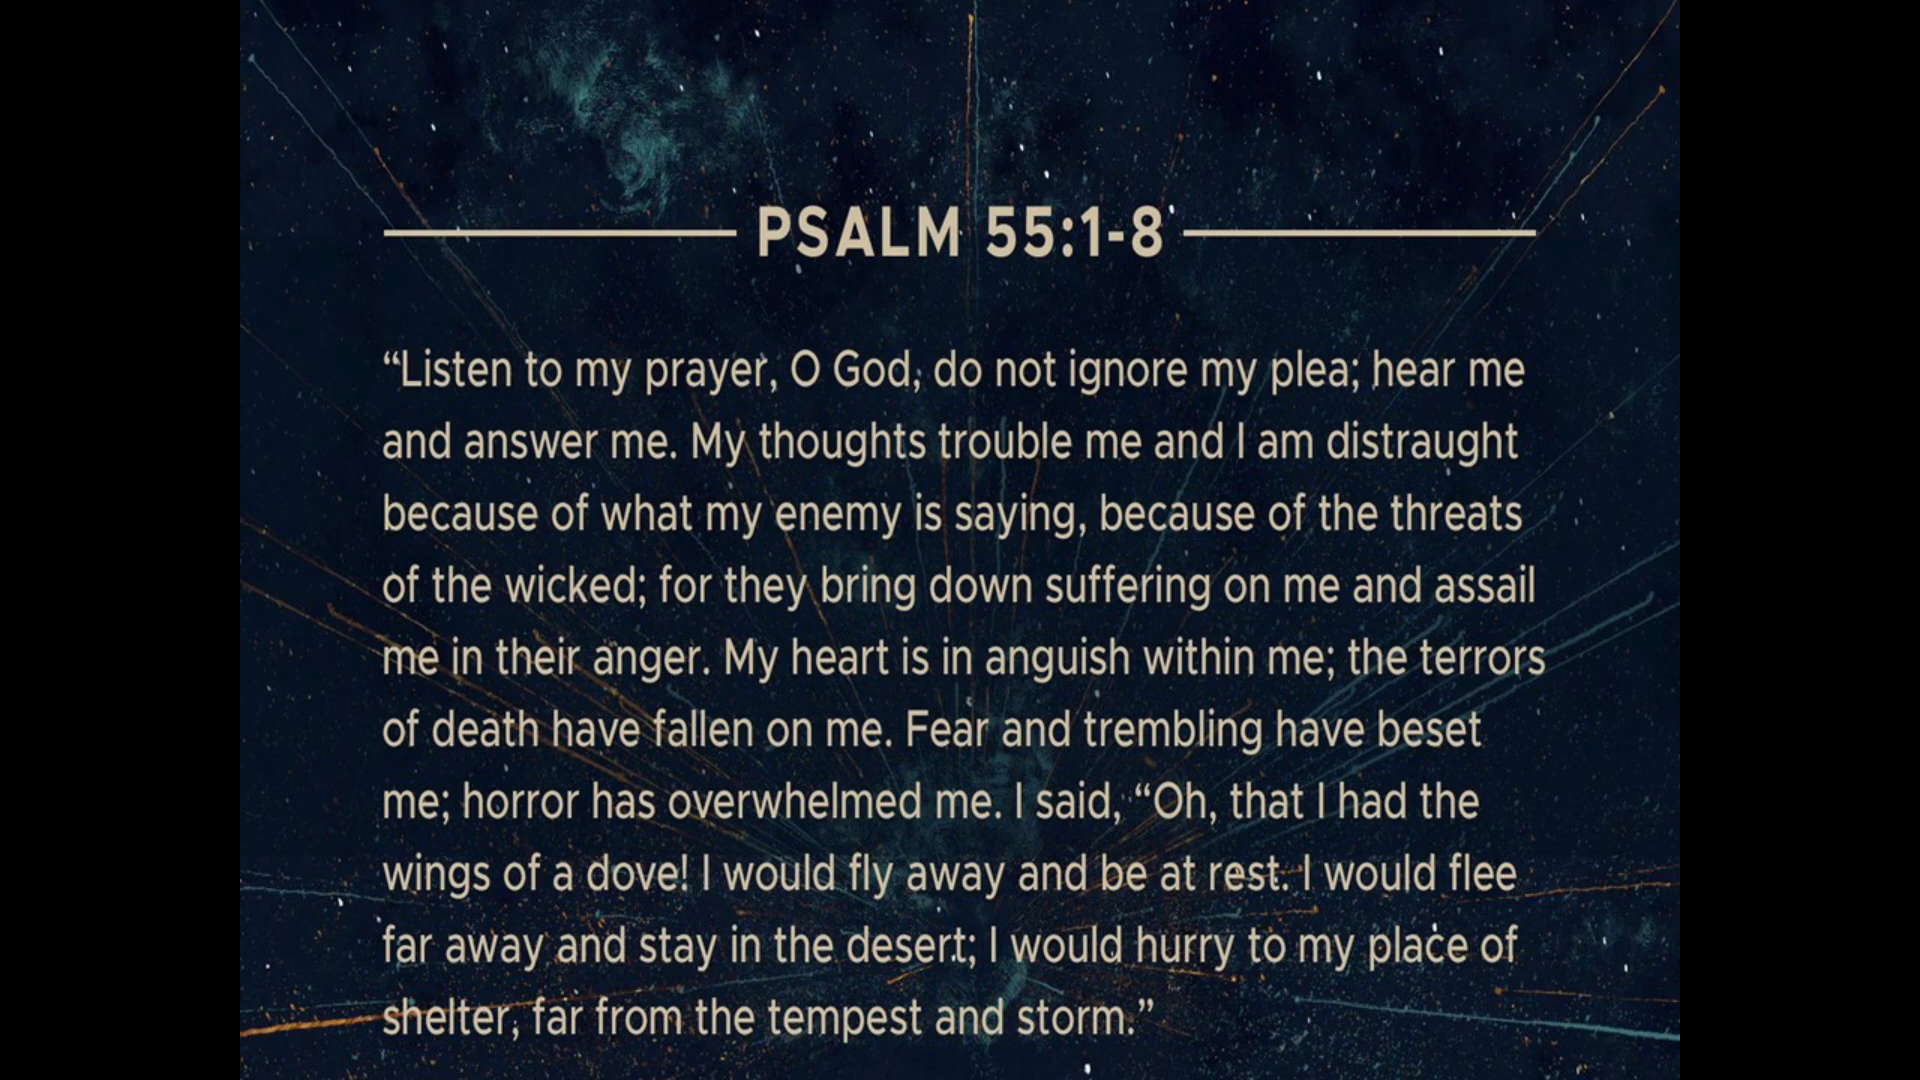 PSALM 55:1-8
“Listen to my prayer, O God, do not ignore my plea; hear me
and answer me. My thoughts trouble me and I am distraught
because of what my enemy is saying, because of the threats
of the wicked; for they bring down suffering on me and assail
me in their anger. My heart is in anguish within me; the terrors
of death have fallen on me. Fear and trembling have beset
me; horror has overwhelmed me. I said, “Oh, that I had the
wings of a dove! I would fly away and be at rest. I would flee
far away and stay in the desert; I would hurry to my place of
shelter, far from the tempest and storm.”